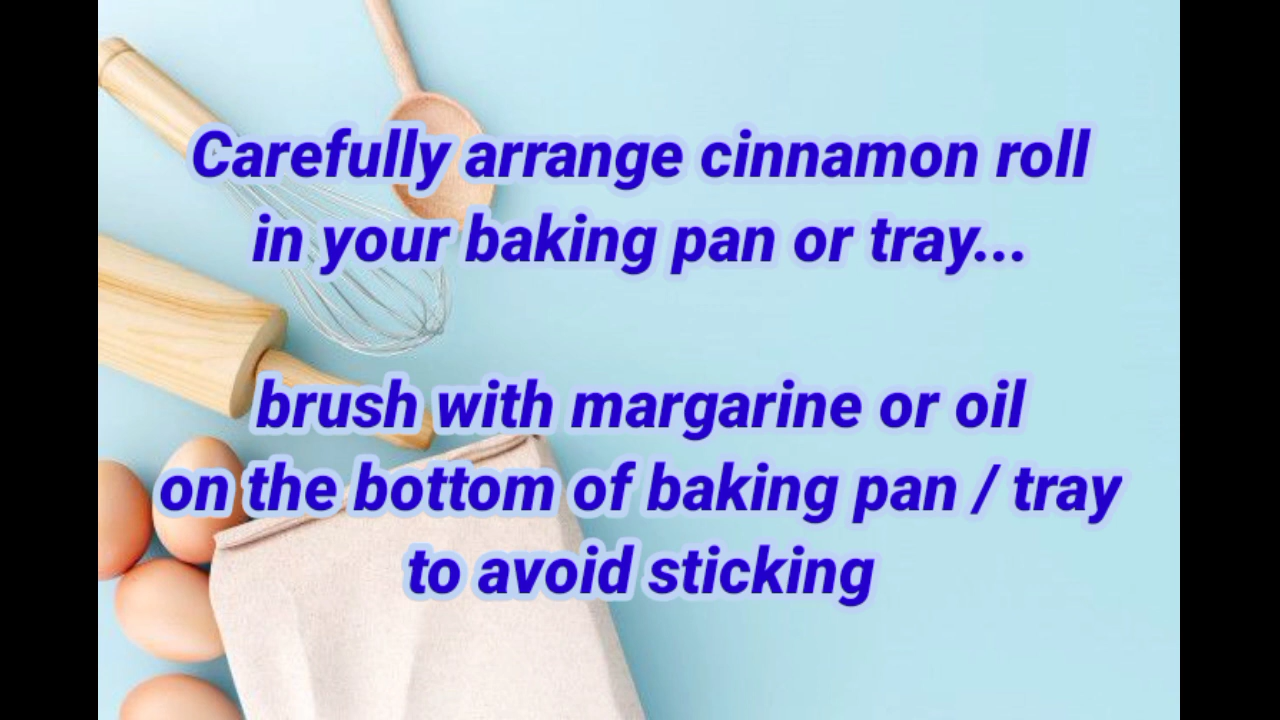 Carefully arrange cinnamon roll
in your baking pan or tray...
brush with margarine or oil
on the bottom of baking pan / tray
to avoid sticking